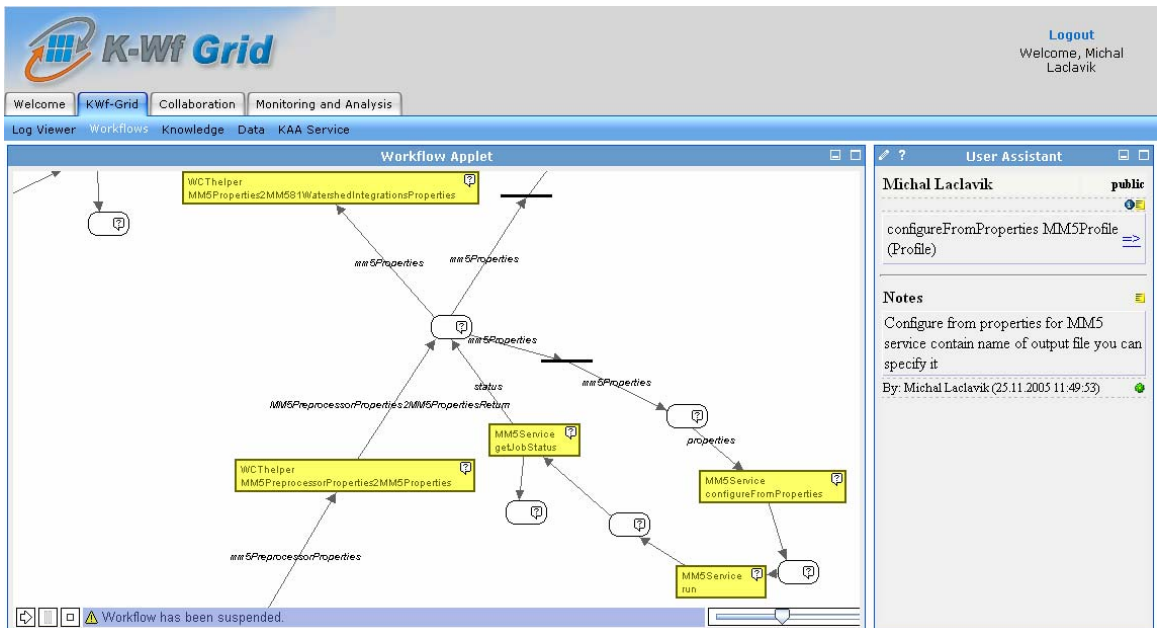 K-Wf Grid
Logout
Welcome, Michal
Laclavik
Welcome KWf-Grid Collaboration Monitoring and Analysis
Log Viewer Workflows Knowledge Data KAA Service
Workflow Applet
WCThelper
MM5Properties2MM581WatershedIntegrationsProperties
mm5Properties
mm5Properties
mm5Properties
mm5Properties
status
MM5PreprocessorProperties2MM5PropertiesReturn
MM5Service
getJobStatus
properties
WCThelper
MM5PreprocessorProperties2MM5Properties
MM5Service
configureFromProperties
mm5PreprocessorProperties
MM5Service
run
Workflow has been suspended.
User Assistant
Michal Laclavik public
configureFromProperties MM5Profile
(Profile)
=>
Notes
Configure from properties for MM5
service contain name of output file you can
specify it
By: Michal Laclavik (25.11.2005 11:49:53)